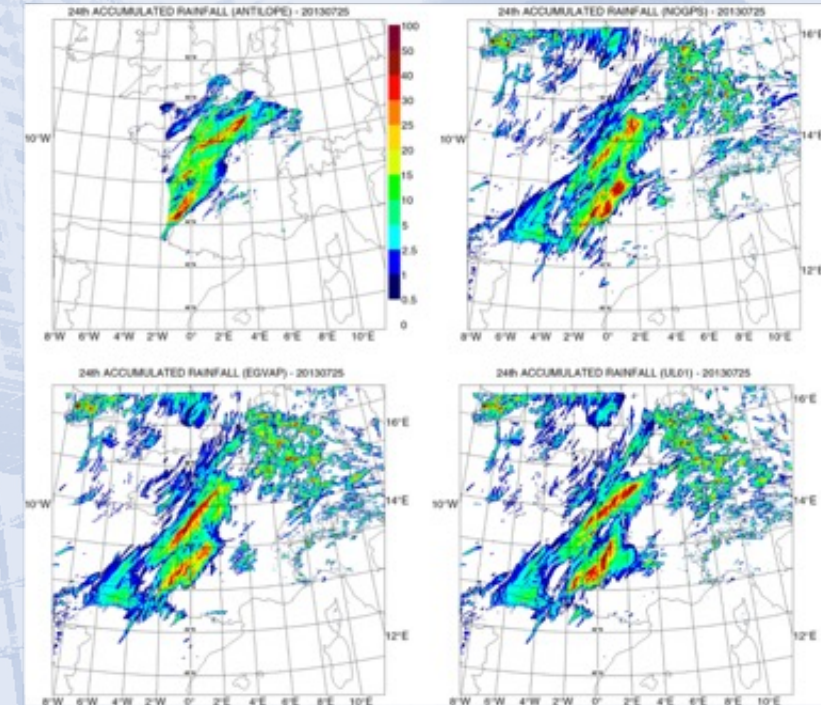 24th ACCUMULATED RAINFALL (ANTILOPE) - 20130725
100
50
40
30
25
20
15
10
5
2.5
1
0.5
0
10°W
8°W 6°W 4°W 2°W 0° 2°E 4°E 6°E 8°E 10°E
24th ACCUMULATED RAINFALL (NOGPS) - 20130725
16°E
10°W
14°E
12°E
8°W 6°W 4°W 2°W 0° 2°E 4°E 6°E 8°E 10°E
24th ACCUMULATED RAINFALL (EGVAP) - 20130725
16°E
10°W
14°E
12°E
8°W 6°W 4°W 2°W 0° 2°E 4°E 6°E 8°E 10°E
24th ACCUMULATED RAINFALL (UL01) - 20130725
16°E
10°W
14°E
12°E
8°W 6°W 4°W 2°W 0° 2°E 4°E 6°E 8°E 10°E